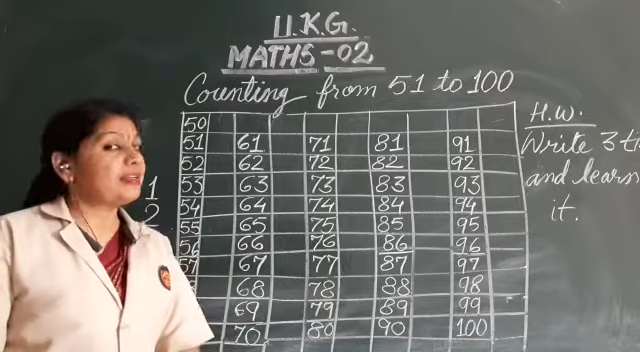 U.K.G.
MATHS-02
Counting from 51 to 100
50
51 61 71 81 91
52 62 72 82 92
1 53 63 73 83 93
2 54 64 74 84 94
55 65 75 85 95
56 66 76 86 96
57 67 77 87 97
68 78 88 98
69 79 89 99
70 80 90 100
H.W.
Write 3
and learn
it.